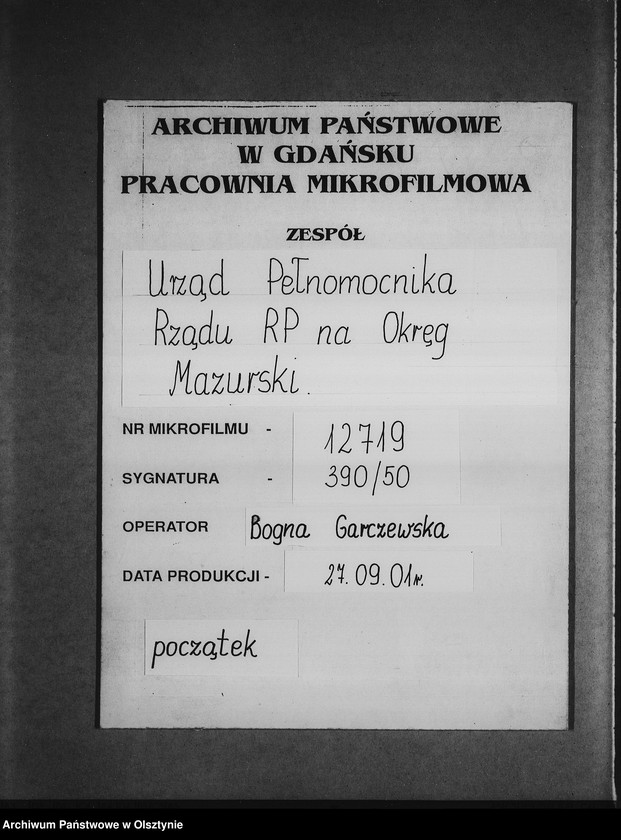 ARCHIWUM PAŃSTWOWE
W GDAŃSKU
PRACOWNIA MIKROFILMOWA
ZESPÓŁ
Urząd Pełnomocnika
Rządu RP na Okręg
Mazurski.
NR MIKROFILMU - 12719
SYGNATURA - 390/50
OPERATOR Bogna Garczewska
DATA PRODUKCJI - 27.09.01r.
początek
Archiwum Państwowe w Olsztynie